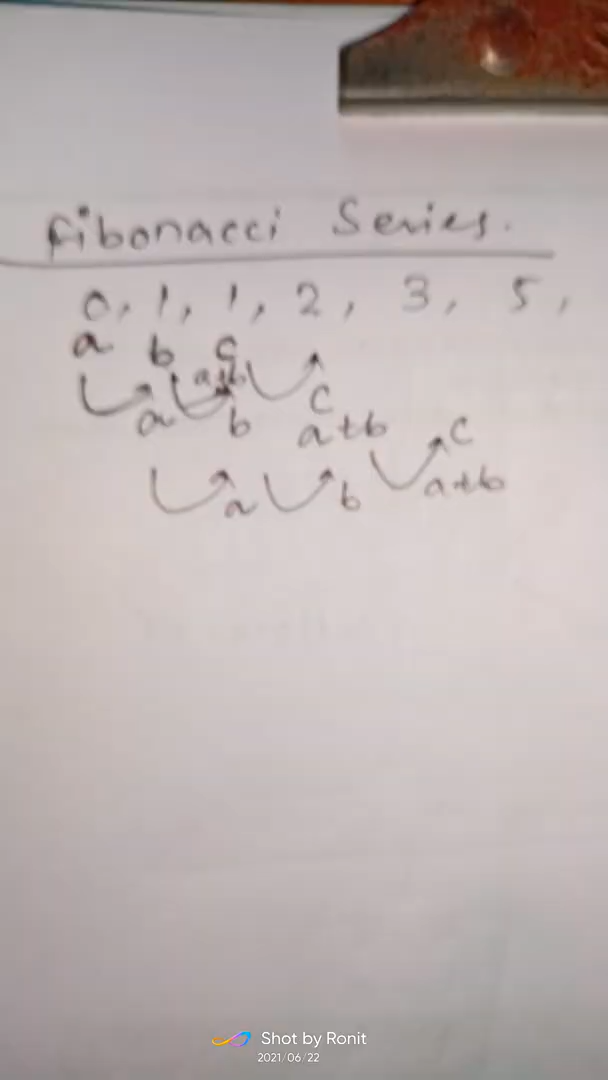 Fibonacci Series.
0, 1, 1, 2, 3, 5,
a b c
a+b
a b c
a+b
c
a b a+b
Shot by Ronit
2021/06/22